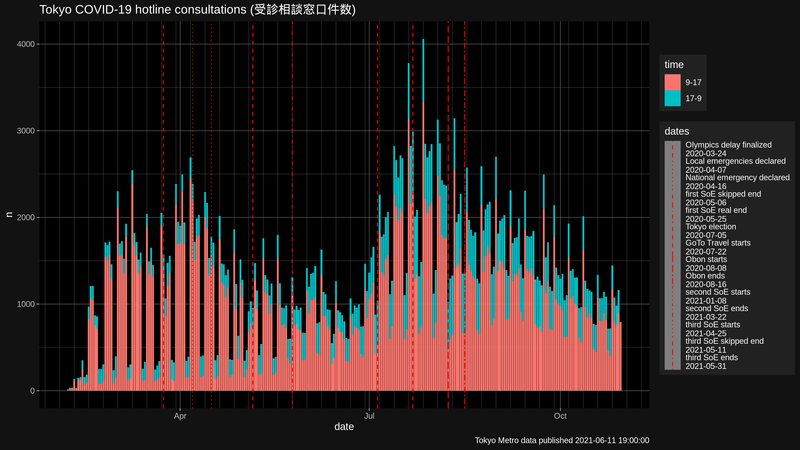 Tokyo COVID-19 hotline consultations (受診相談窓口件数)
4000
3000
2000
1000
0
n
Apr
Jul
Oct
date
time
9-17
17-9
dates
Olympics delay finalized
2020-03-24
Local emergencies declared
2020-04-07
National emergency declared
2020-04-16
first SoE skipped end
2020-05-06
first SoE real end
2020-05-25
Tokyo election
2020-07-05
GoTo Travel starts
2020-07-22
Obon starts
2020-08-08
Obon ends
2020-08-16
second SoE starts
2021-01-08
second SoE ends
2021-03-22
third SoE starts
2021-04-25
third SoE skipped end
2021-05-11
third SoE ends
2021-05-31
Tokyo Metro data published 2021-06-11 19:00:00